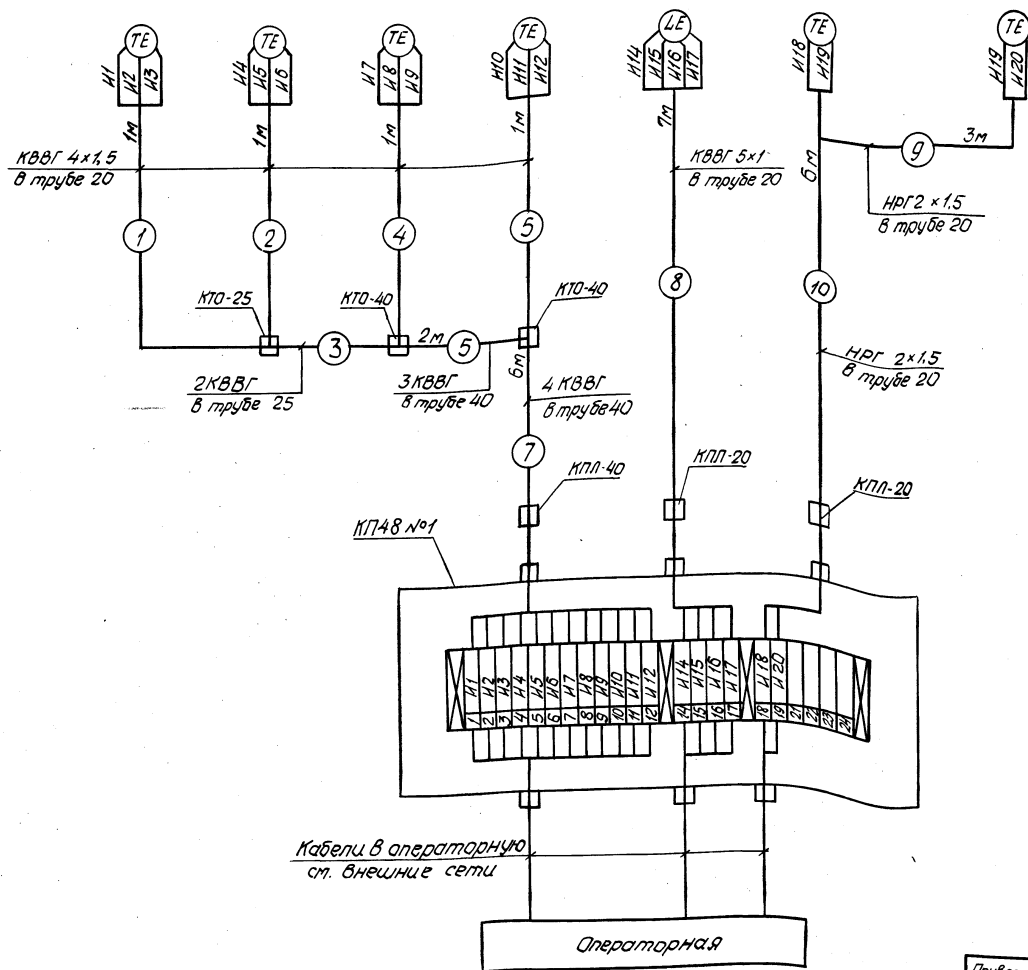 TE
TE
TE
TE
LE
TE
TE
И1
И2
И3
И4
И5
И6
И7
И8
И9
И10
И11
И12
И14
И15
И16
И17
И18
И19
И19
И20
1м
1м
1м
1м
7м
6м
3м
КВВГ 4×1,5
в трубе 20
КВВГ 5×1
в трубе 20
9
НРГ 2 × 1.5
в трубе 20
1
2
4
5
8
10
КТО-25
КТО-40
КТО-40
3
2м
5
6м
НРГ 2×1.5
в трубе 20
2 КВВГ
в трубе 25
3 КВВГ
в трубе 40
4 КВВГ
в трубе 40
7
КПЛ-40
КПЛ-20
КПЛ-20
КП48 №1
И1
И2
И3
И4
И5
И6
И7
И8
И9
И10
И11
И12
И14
И15
И16
И17
И18
И20
1
2
3
4
5
6
7
8
9
10
11
12
14
15
16
17
18
19
21
22
23
24
Кабели в операторную
см. внешние сети
Операторная